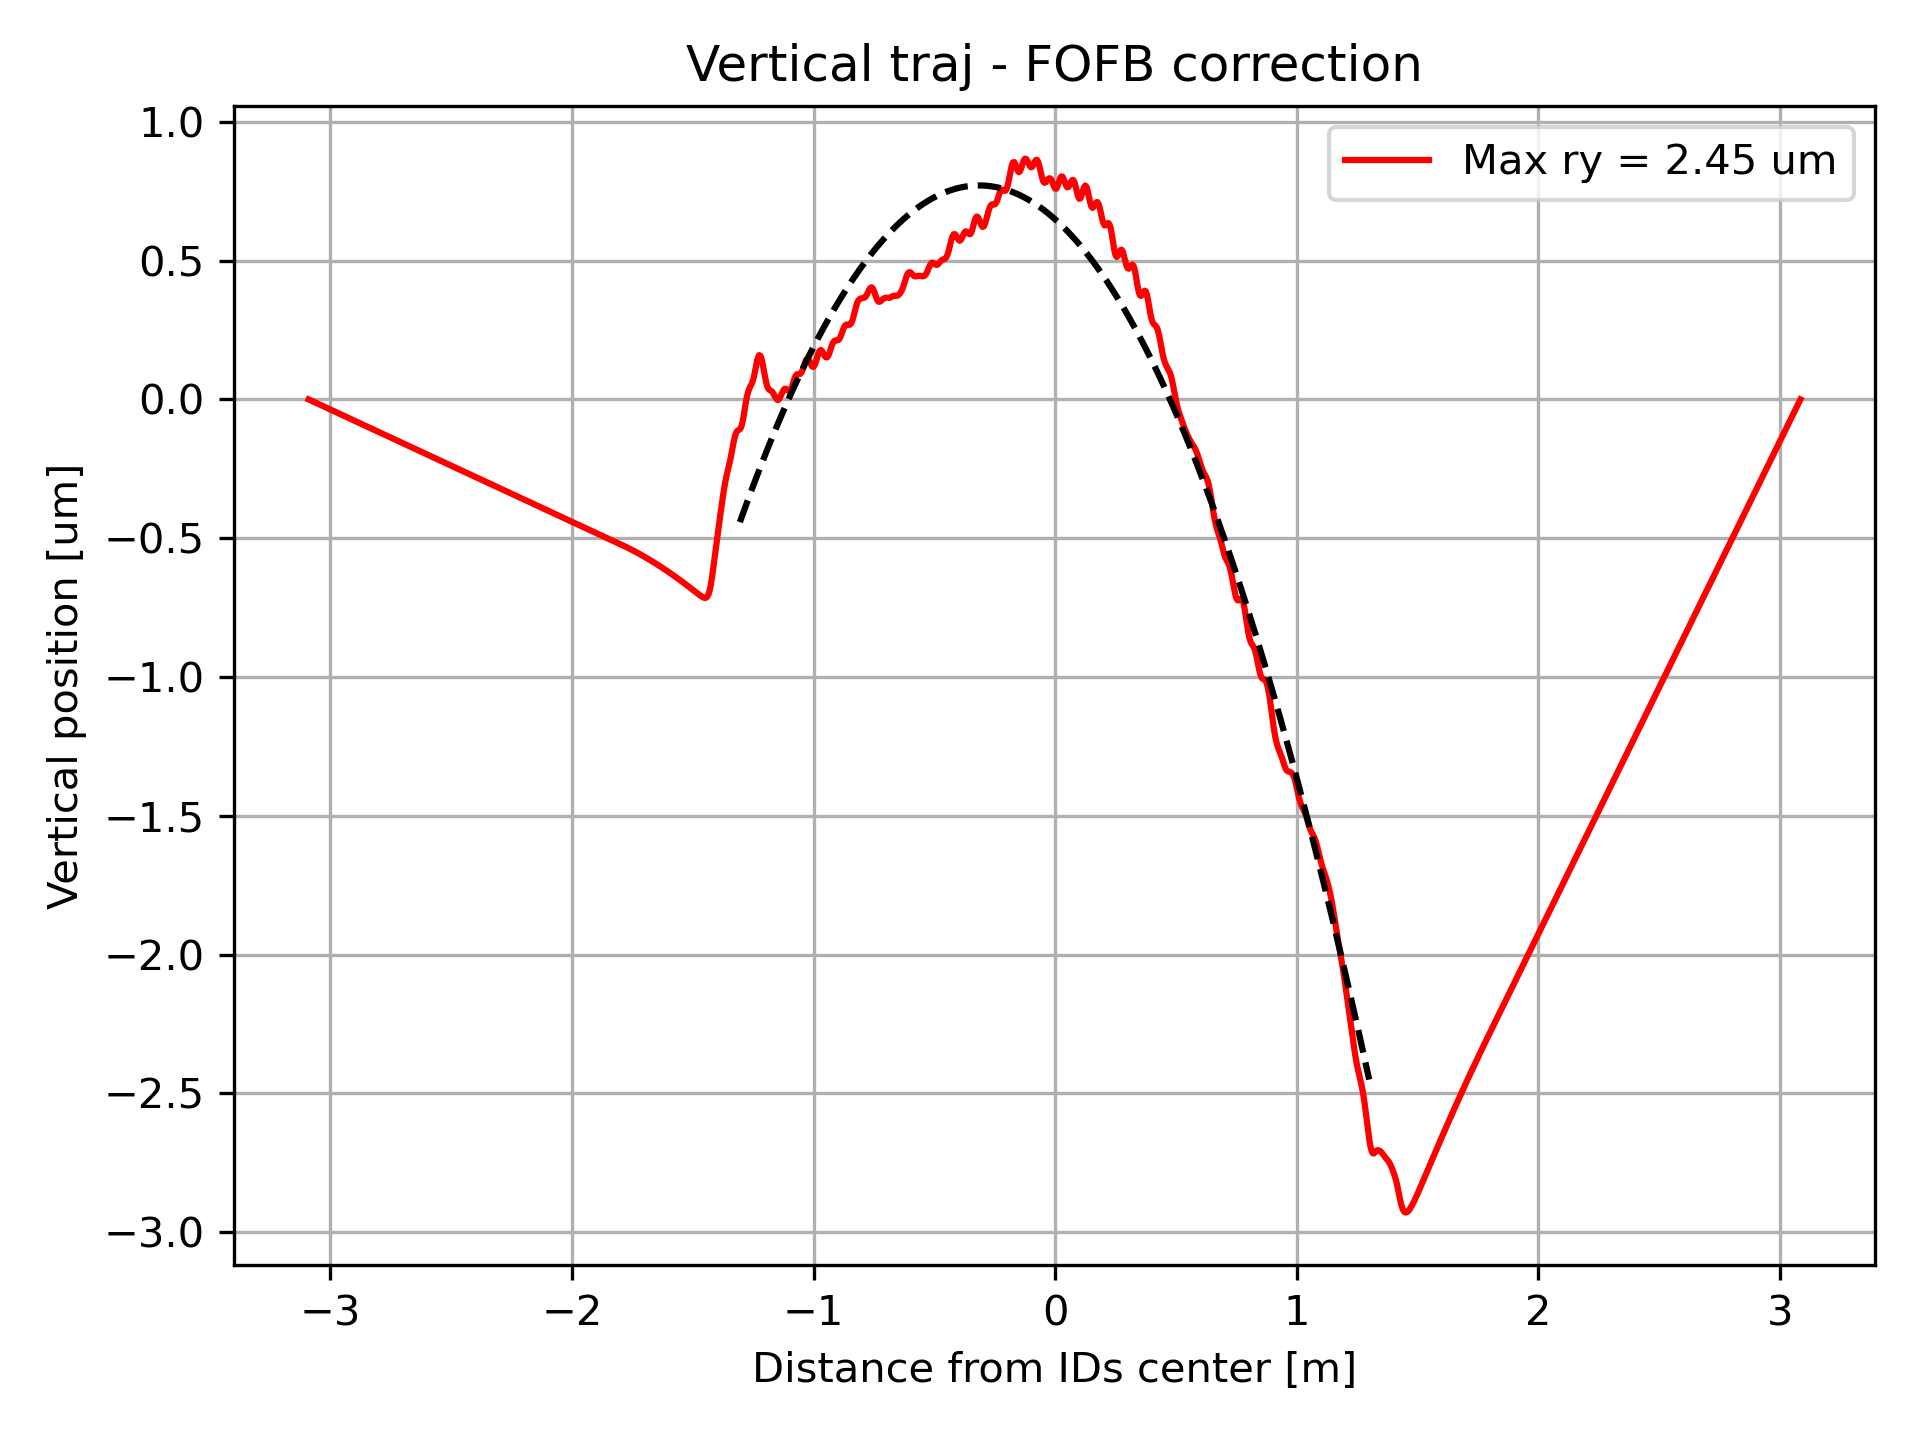 Vertical traj - FOFB correction
Max ry = 2.45 um
1.0
0.5
0.0
−0.5
−1.0
−1.5
−2.0
−2.5
−3.0
Vertical position [um]
−3 −2 −1 0 1 2 3
Distance from IDs center [m]